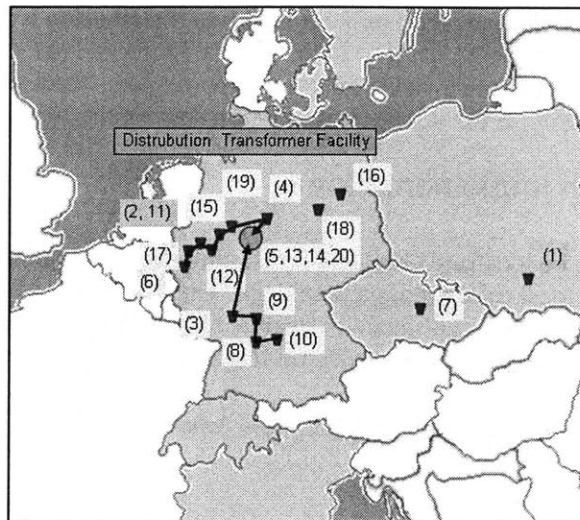 Distrubution Transformer Facility
(16)
(19) (4)
(2, 11) (15)
(18)
(17) (5,13,14,20) (1)
(6) (12)
(9) (7)
(3)
(8) (10)